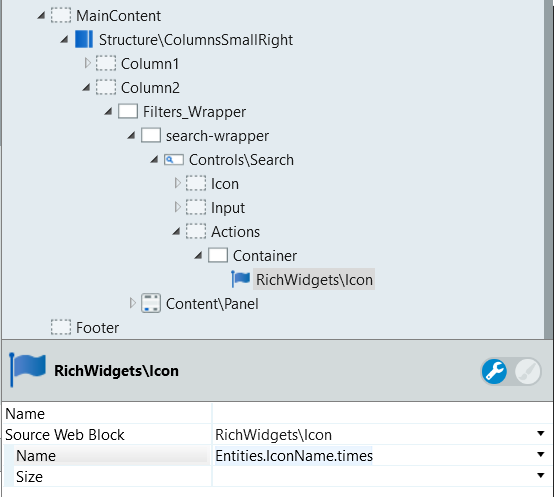 MainContent
Structure\ColumnsSmallRight
Column1
Column2
Filters_Wrapper
search-wrapper
Controls\Search
Icon
Input
Actions
Container
RichWidgets\Icon
Content\Panel
Footer
RichWidgets\Icon
Name
Source Web Block RichWidgets\Icon
Name Entities.IconName.times
Size